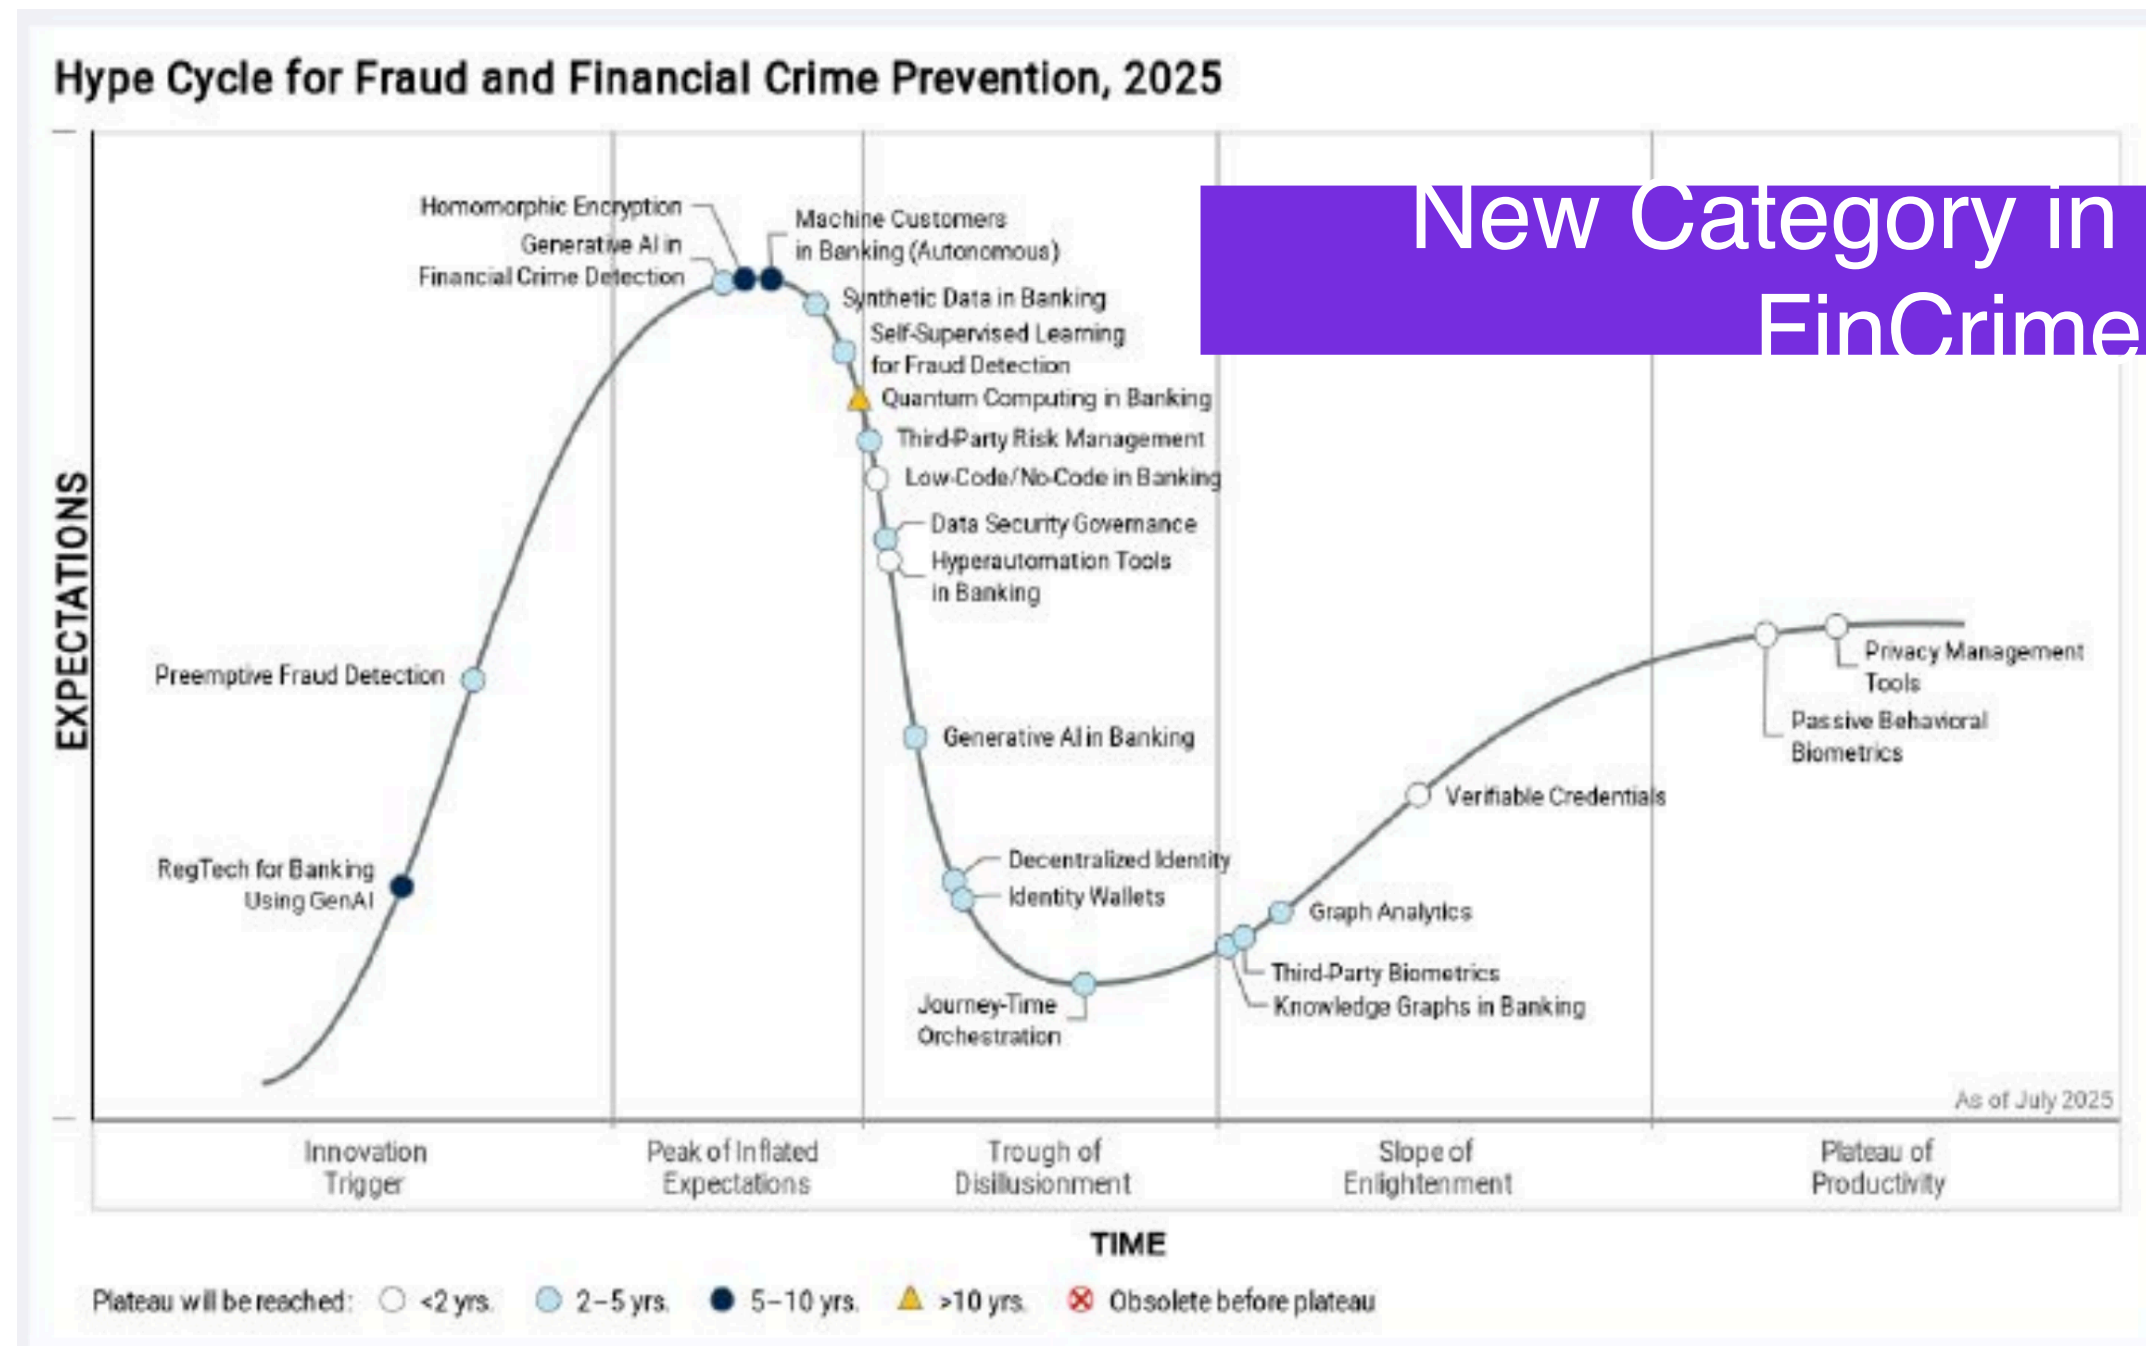 Hype Cycle for Fraud and Financial Crime Prevention, 2025
New Category in
FinCrime
Homomorphic Encryption
Generative AI in
Financial Crime Detection
Machine Customers
in Banking (Autonomous)
Synthetic Data in Banking
Self-Supervised Learning
for Fraud Detection
Quantum Computing in Banking
Third-Party Risk Management
Low-Code/No-Code in Banking
Data Security Governance
Hyperautomation Tools
in Banking
Preemptive Fraud Detection
Generative AI in Banking
RegTech for Banking
Using GenAI
Decentralized Identity
Identity Wallets
Journey-Time
Orchestration
Graph Analytics
Third-Party Biometrics
Knowledge Graphs in Banking
Verifiable Credentials
Privacy Management
Tools
Passive Behavioral
Biometrics
EXPECTATIONS
As of July 2025
Innovation
Trigger
Peak of Inflated
Expectations
Trough of
Disillusionment
Slope of
Enlightenment
Plateau of
Productivity
TIME
Plateau will be reached: <2 yrs. 2–5 yrs. 5–10 yrs. >10 yrs. Obsolete before plateau